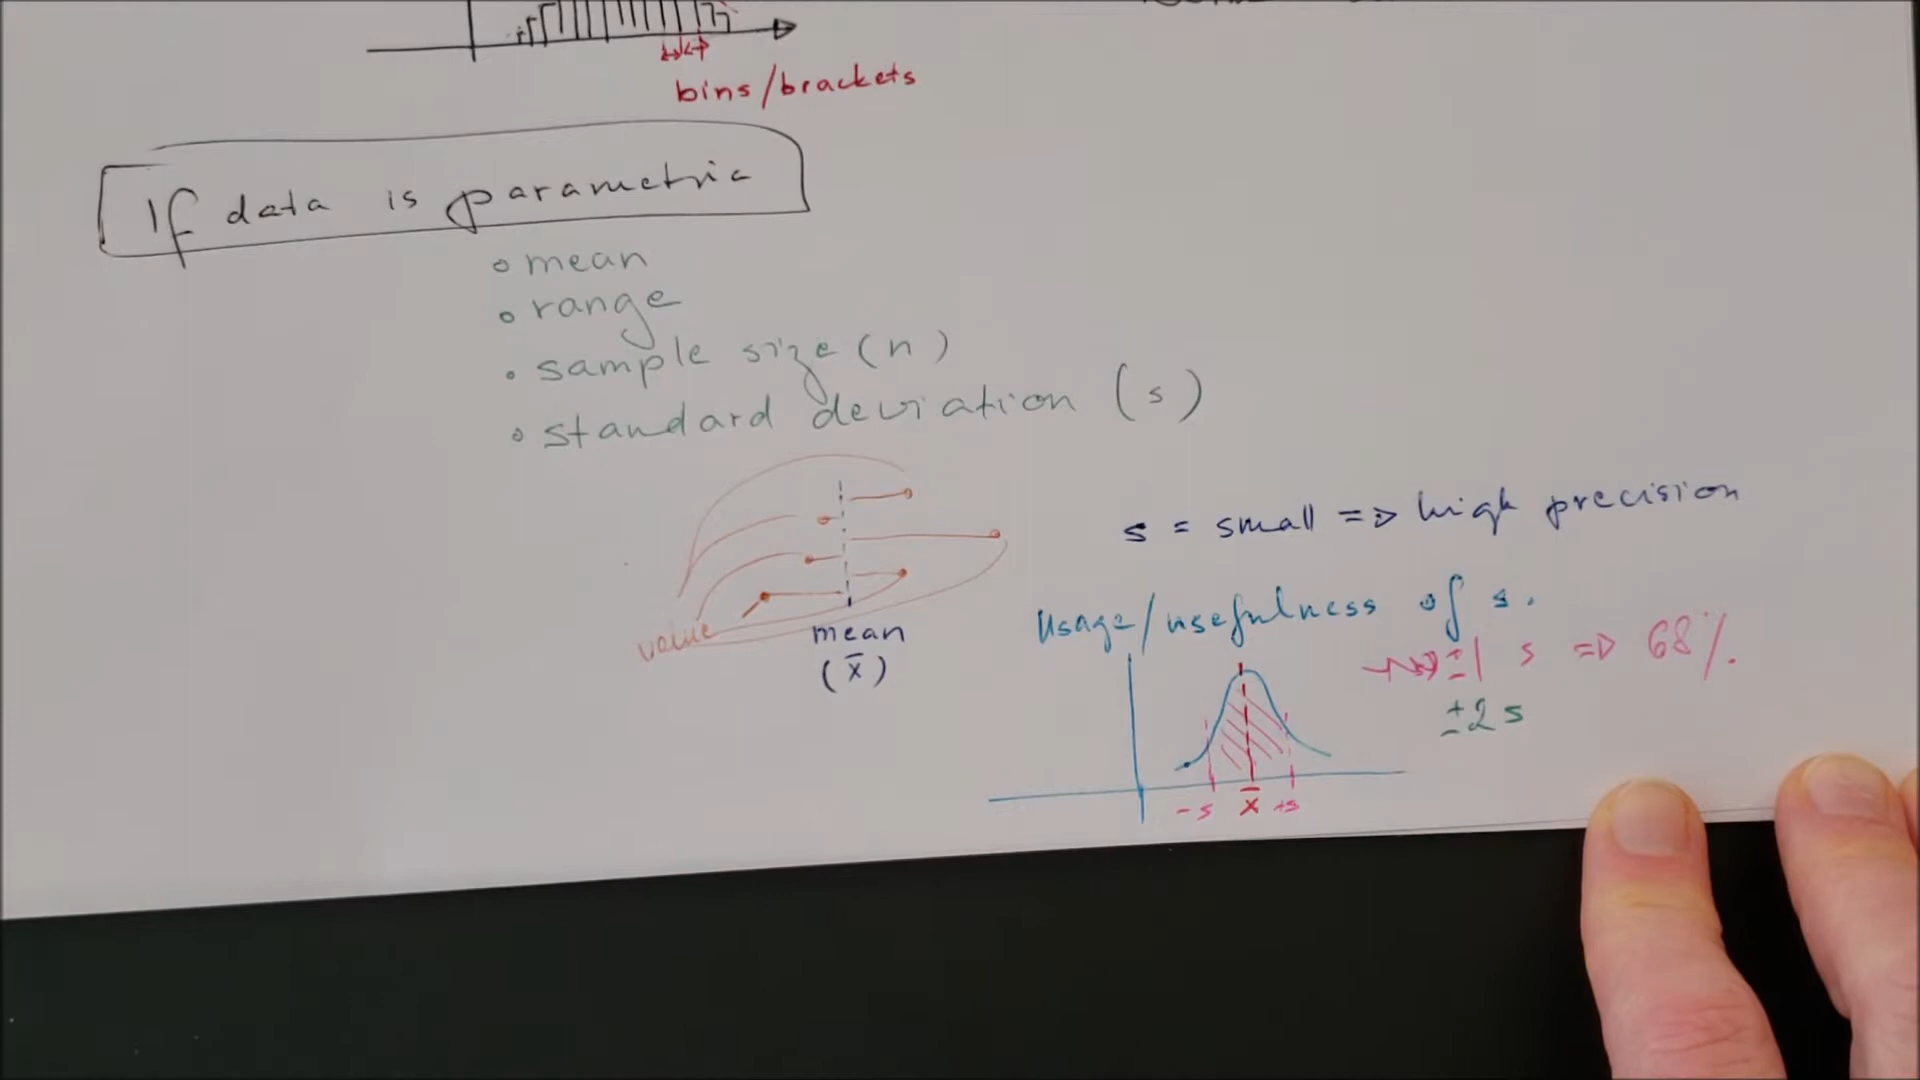 bins/brackets
If data is parametric
mean
range
sample size (n)
standard deviation (s)
value
mean
(x̄)
s = small => high precision
Usage/usefulness of s.
±1 s => 68%
±2 s
-s x̄ +s